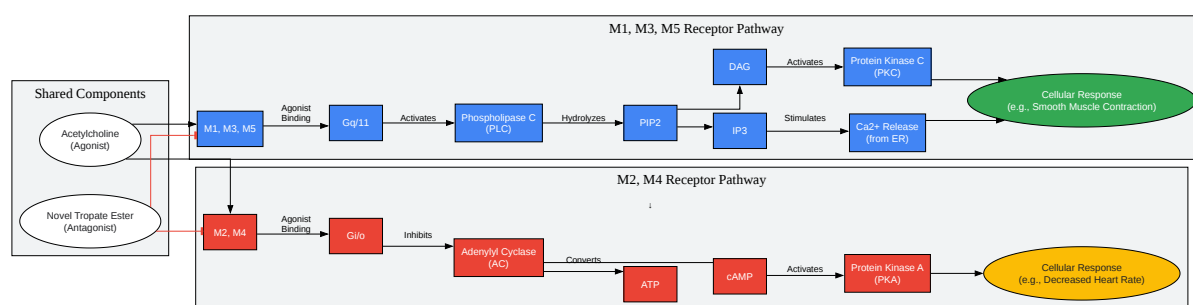 M1, M3, M5 Receptor Pathway
Shared Components
Acetylcholine
(Agonist)
Novel Tropate Ester
(Antagonist)
M1, M3, M5
Agonist
Binding
Gq/11
Activates
Phospholipase C
(PLC)
Hydrolyzes
PIP2
DAG
Activates
Protein Kinase C
(PKC)
IP3
Stimulates
Ca2+ Release
(from ER)
Cellular Response
(e.g., Smooth Muscle Contraction)
M2, M4 Receptor Pathway
↓
M2, M4
Agonist
Binding
Gi/o
Inhibits
Adenylyl Cyclase
(AC)
Converts
ATP
cAMP
Activates
Protein Kinase A
(PKA)
Cellular Response
(e.g., Decreased Heart Rate)